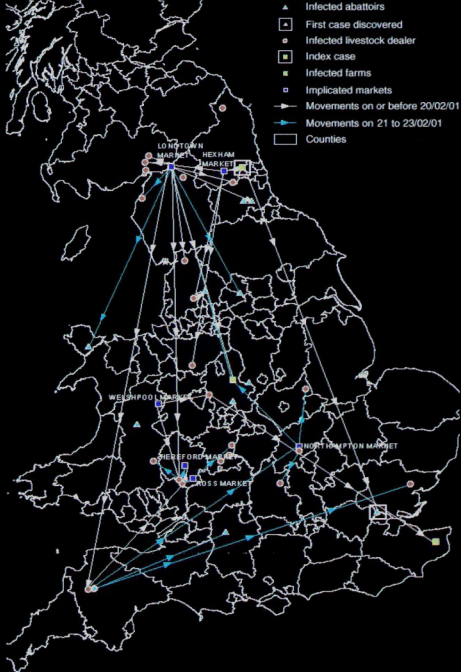 Infected abattoirs
First case discovered
Infected livestock dealer
Index case
Infected farms
Implicated markets
Movements on or before 20/02/01
Movements on 21 to 23/02/01
Counties
LONGTOWN
MARKET
HEXHAM
MARKET
WELSHPOOL MARKET
HEREFORD MARKET
ROSS MARKET
NORTHAMPTON MARKET